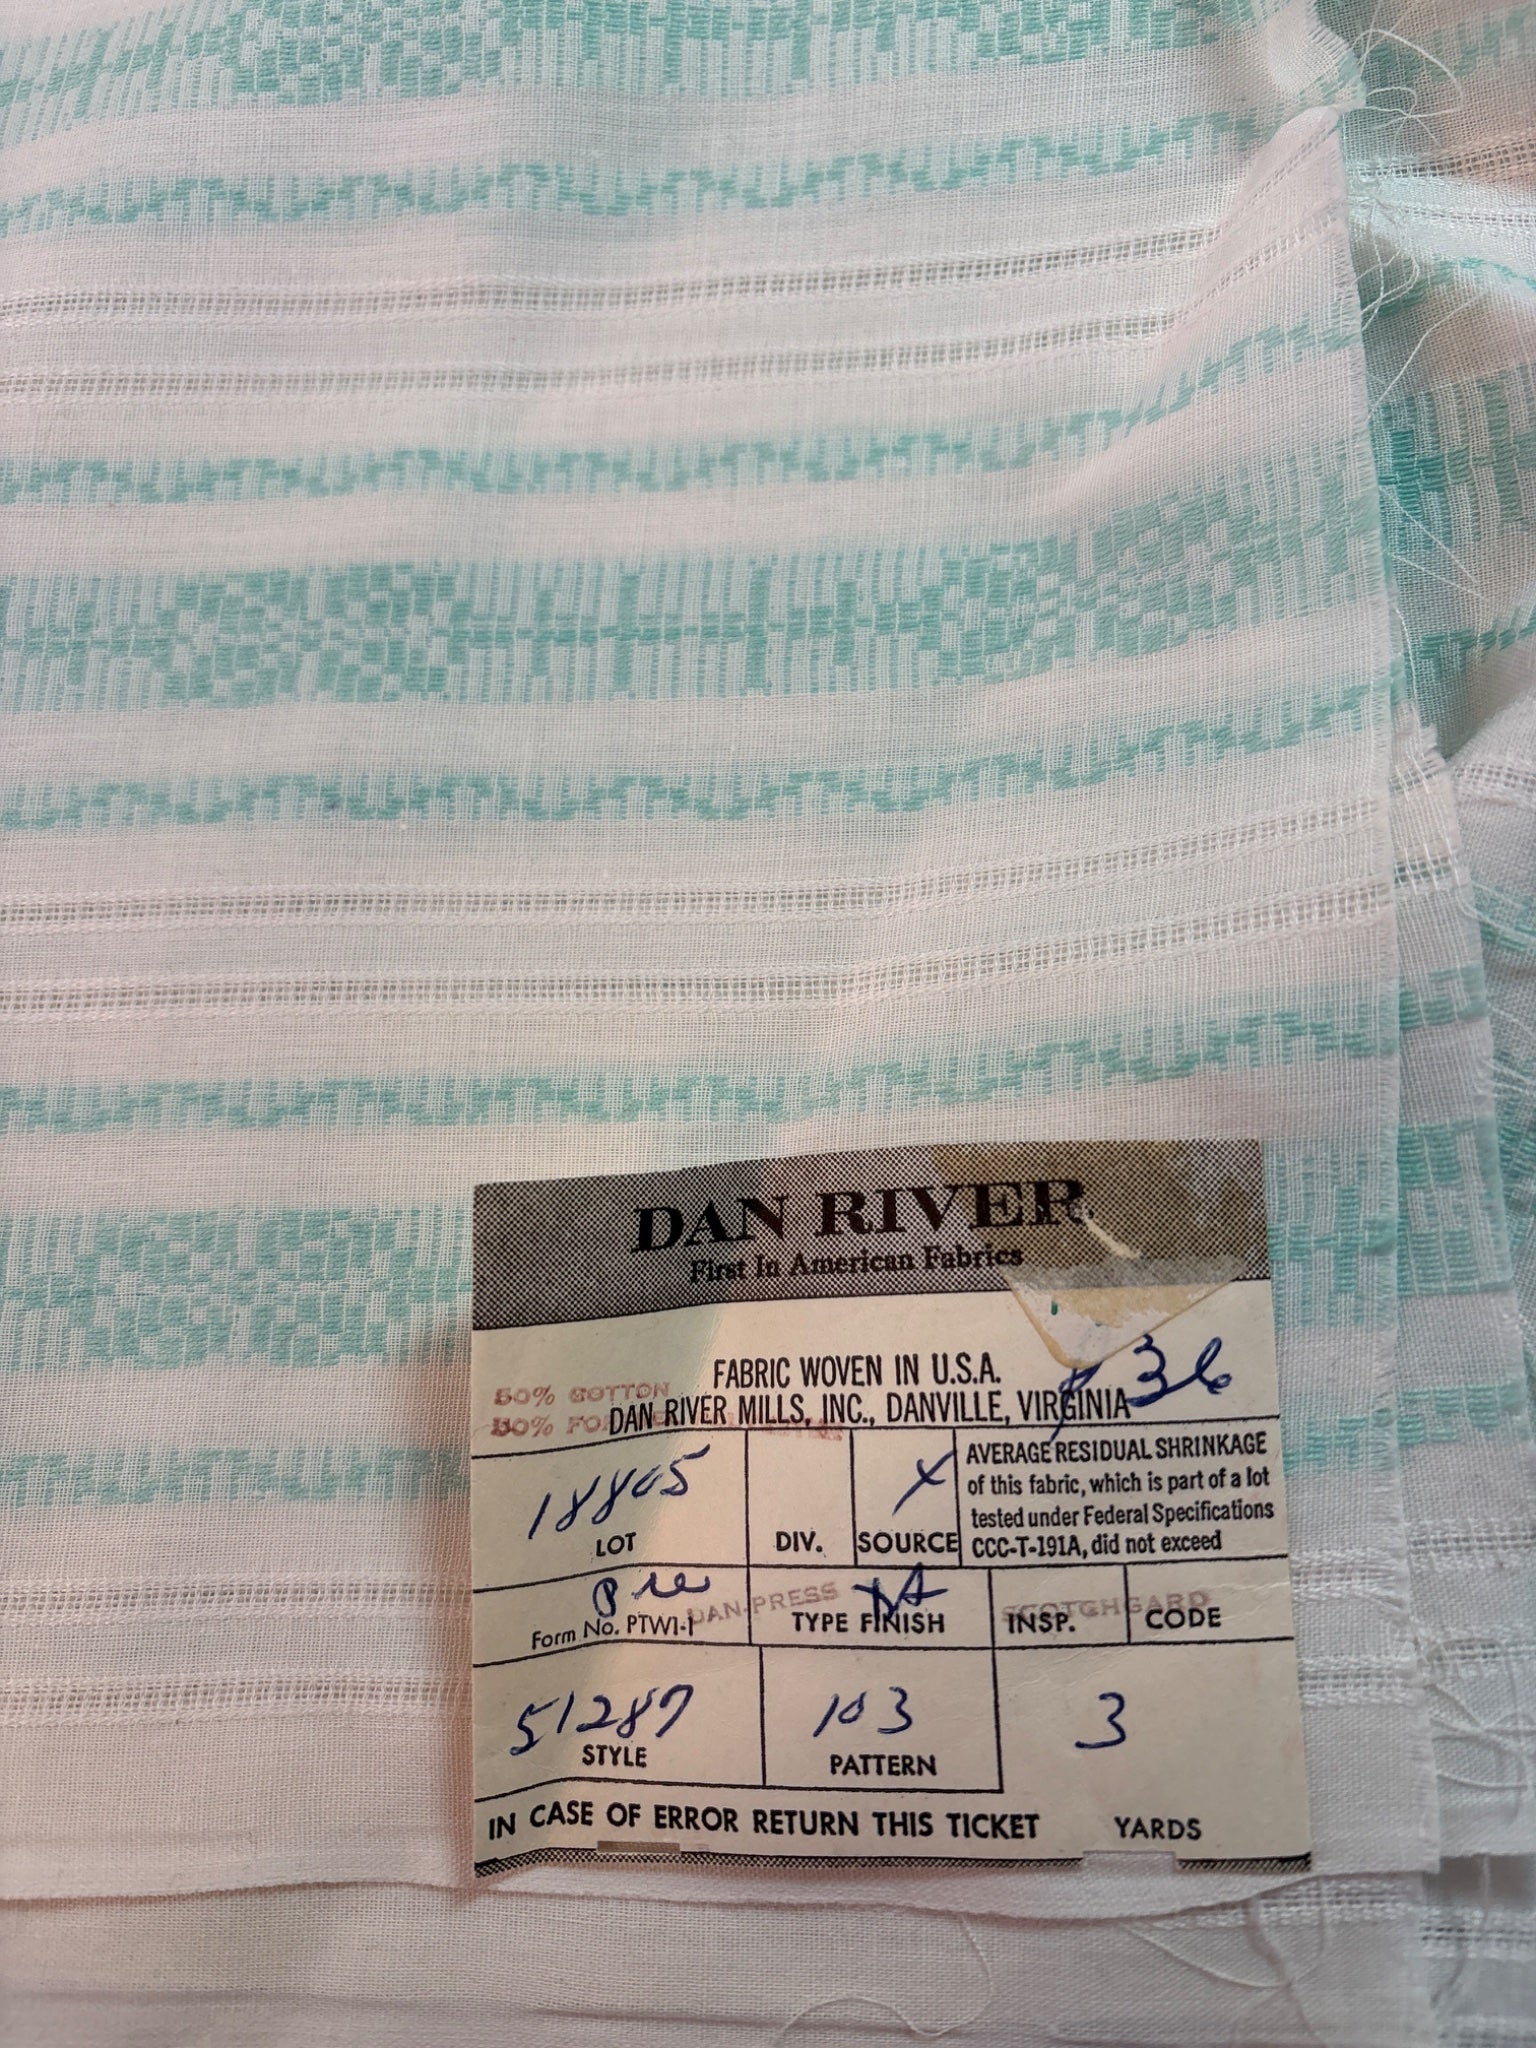 DAN RIVER
First In American Fabrics
36
FABRIC WOVEN IN U.S.A.
50% COTTON
DAN RIVER MILLS, INC., DANVILLE, VIRGINIA
50%
18805
LOT
DIV.
X
SOURCE
AVERAGE RESIDUAL SHRINKAGE
of this fabric, which is part of a lot
tested under Federal Specifications
CCC-T-191A, did not exceed
Pre
Form No. PTW1-1
DAN-PRESS
TYPE FINISH
SCOTCHGARD
INSP.
CODE
51287
STYLE
103
PATTERN
3
YARDS
IN CASE OF ERROR RETURN THIS TICKET